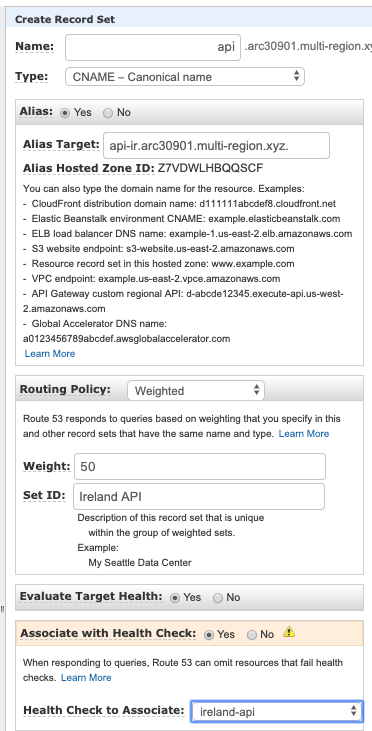 Create Record Set
Name: api .arc30901.multi-region.xy
Type: CNAME – Canonical name
Alias: Yes No
Alias Target: api-ir.arc30901.multi-region.xyz.
Alias Hosted Zone ID: Z7VDWLHBQQSCF
You can also type the domain name for the resource. Examples:
- CloudFront distribution domain name: d111111abcdef8.cloudfront.net
- Elastic Beanstalk environment CNAME: example.elasticbeanstalk.com
- ELB load balancer DNS name: example-1.us-east-2.elb.amazonaws.com
- S3 website endpoint: s3-website.us-east-2.amazonaws.com
- Resource record set in this hosted zone: www.example.com
- VPC endpoint: example.us-east-2.vpce.amazonaws.com
- API Gateway custom regional API: d-abcde12345.execute-api.us-west-
2.amazonaws.com
- Global Accelerator DNS name:
a0123456789abcdef.awsglobalaccelerator.com
Learn More
Routing Policy: Weighted
Route 53 responds to queries based on weighting that you specify in this
and other record sets that have the same name and type. Learn More
Weight: 50
Set ID: Ireland API
Description of this record set that is unique
within the group of weighted sets.
Example:
My Seattle Data Center
Evaluate Target Health: Yes No
Associate with Health Check: Yes No
When responding to queries, Route 53 can omit resources that fail health
checks. Learn More
Health Check to Associate: ireland-api